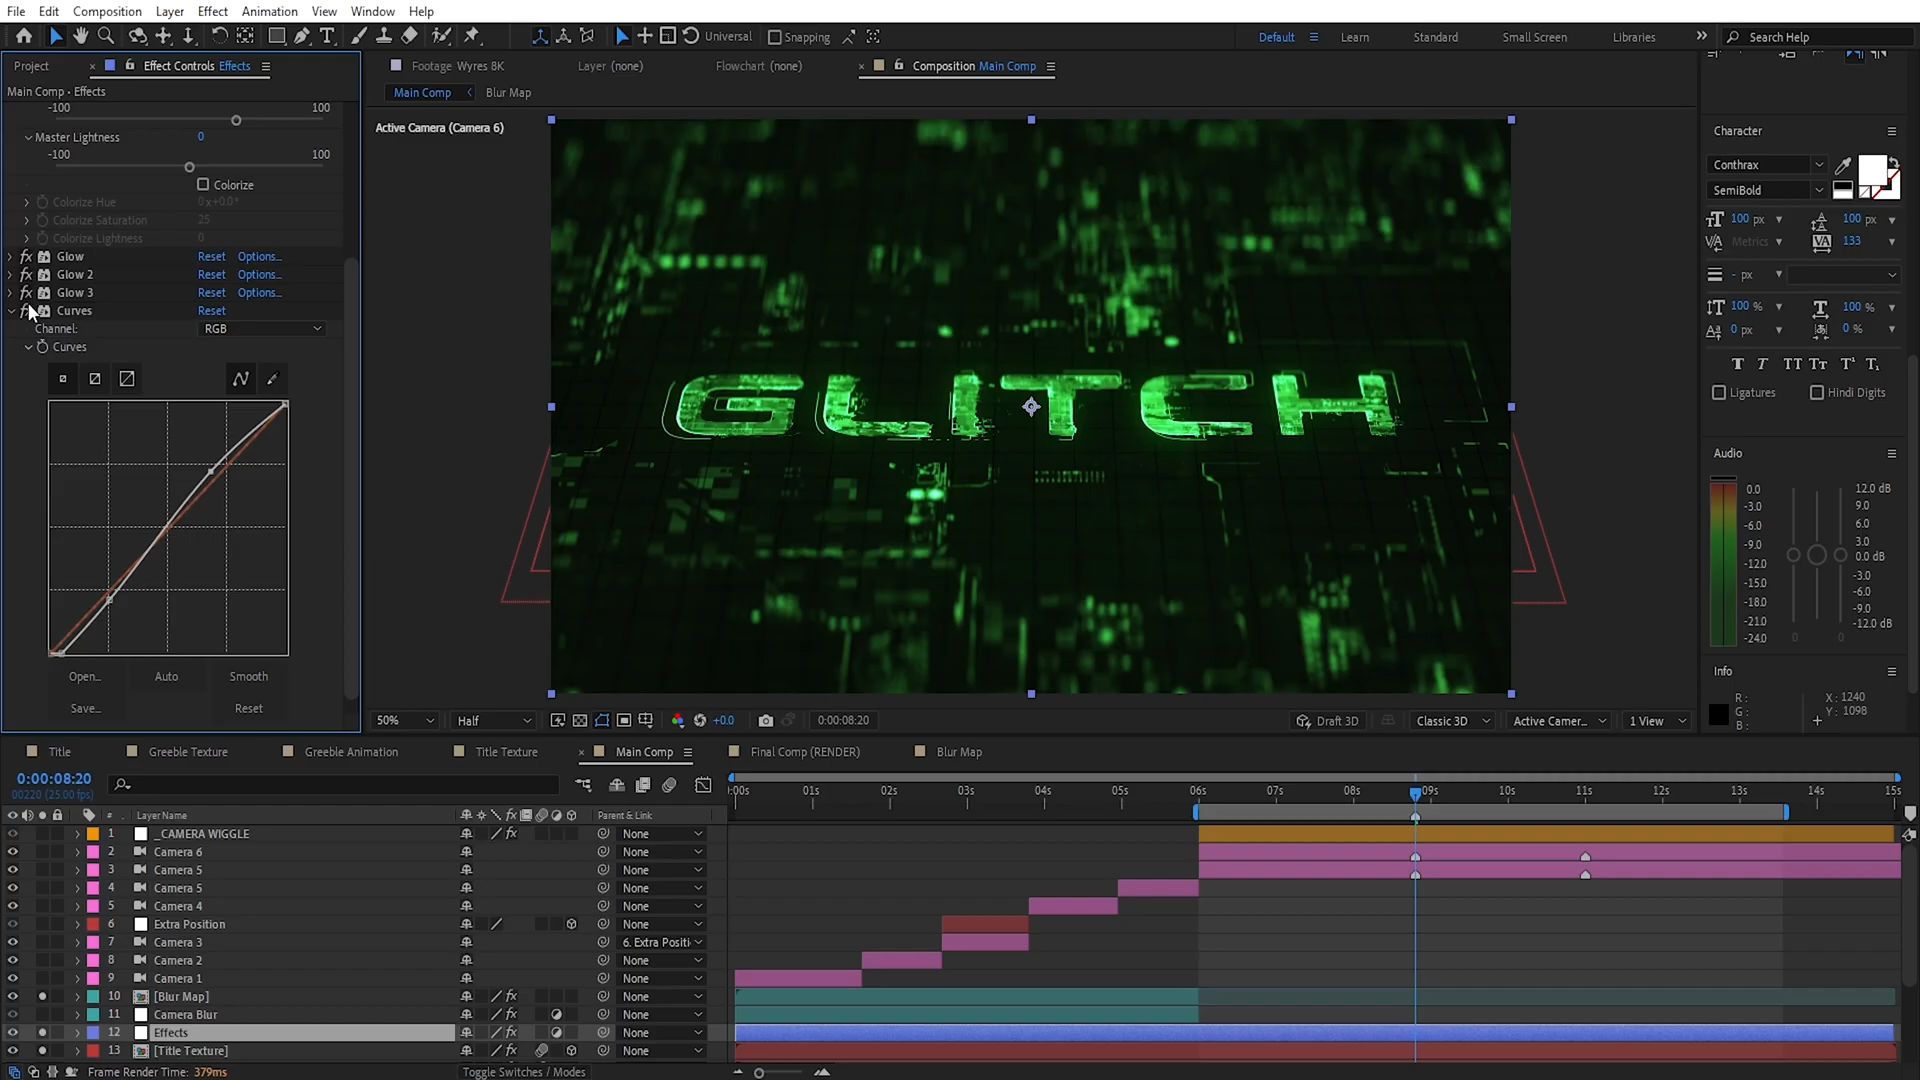 File Edit Composition Layer Effect Animation View Window Help
Universal Snapping Default Learn Standard Small Screen Libraries Search Help
Project Effect Controls Effects
Footage Wyres 8K Layer (none) Flowchart (none) Composition Main Comp
Main Comp • Effects
Main Comp Blur Map
-100 100
Master Lightness 0
-100 100
Colorize
Colorize Hue 0x+0.0°
Colorize Saturation 25
Colorize Lightness 0
fx Glow Reset Options...
fx Glow 2 Reset Options...
fx Glow 3 Reset Options...
Curves Reset
Channel: RGB
Curves
Open... Auto Smooth
Save... Reset
Active Camera (Camera 6)
GLITCH
50% Half +0.0 0:00:08:20 Draft 3D Classic 3D Active Camer... 1 View
Character
Conthrax
SemiBold
100 px 100 px
Metrics 133
- px
100 % 100 %
0 px 0 %
T T TT Tr T¹ T₁
Ligatures Hindi Digits
Audio
0.0 12.0 dB
-3.0 9.0
-6.0 6.0
-9.0 3.0
-12.0 0.0 dB
-15.0 -3.0
-18.0 -6.0
-21.0 -9.0
-24.0 -12.0 dB
0 0
Info
R : X : 1240
G : Y : 1098
B :
Title Greeble Texture Greeble Animation Title Texture Main Comp Final Comp (RENDER) Blur Map
0:00:08:20
00220 (25.00 fps)
:00s 01s 02s 03s 04s 05s 06s 07s 08s 09s 10s 11s 12s 13s 14s 15s
# Layer Name fx Parent & Link
1 _CAMERA WIGGLE fx None
2 Camera 6 None
3 Camera 5 None
4 Camera 5 None
5 Camera 4 None
6 Extra Position None
7 Camera 3 6. Extra Positi
8 Camera 2 None
9 Camera 1 None
10 [Blur Map] fx None
11 Camera Blur fx None
12 Effects fx None
13 [Title Texture] fx None
Frame Render Time: 379ms Toggle Switches / Modes